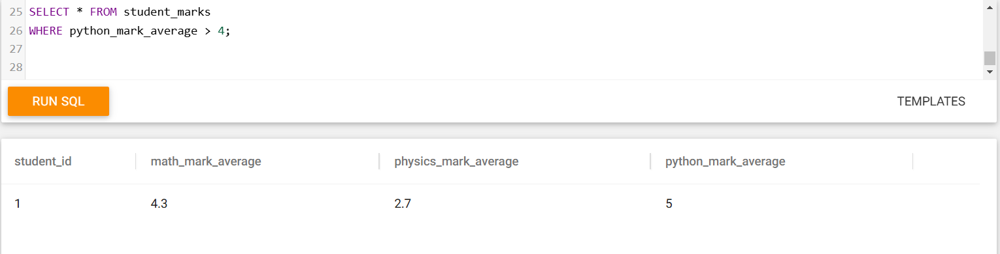 25 SELECT * FROM student_marks
26 WHERE python_mark_average > 4;
27
28
RUN SQL TEMPLATES
student_id math_mark_average physics_mark_average python_mark_average
1 4.3 2.7 5